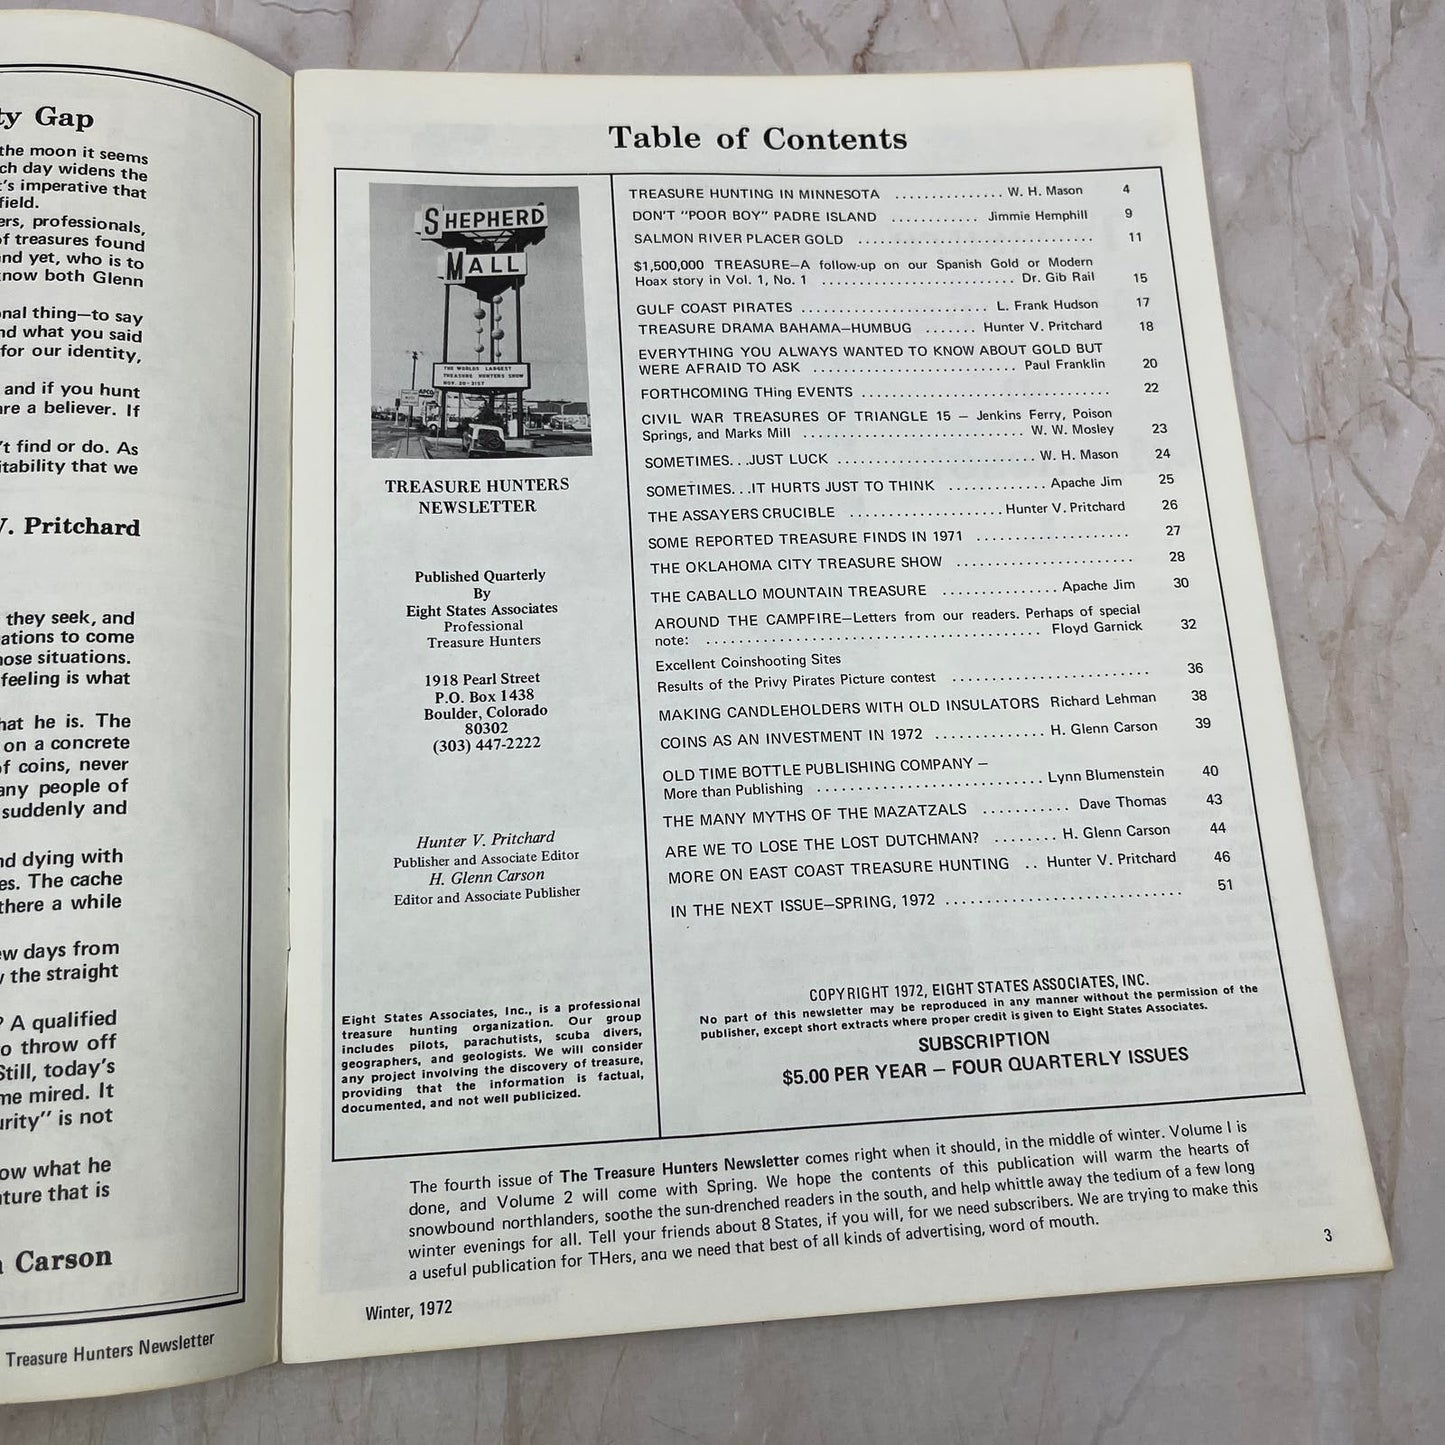 ty Gap
the moon it seems
ch day widens the
t's imperative that
field.
ers, professionals,
of treasures found
nd yet, who is to
know both Glenn
onal thing—to say
nd what you said
for our identity,
and if you hunt
are a believer. If
't find or do. As
itability that we
V. Pritchard
they seek, and
ations to come
hose situations.
feeling is what
hat he is. The
on a concrete
of coins, never
any people of
suddenly and
nd dying with
es. The cache
there a while
ew days from
y the straight
? A qualified
o throw off
Still, today's
me mired. It
urity" is not
ow what he
ature that is
n Carson
Treasure Hunters Newsletter
Table of Contents
SHEPHERD
MALL
THE WORLDS LARGEST
TREASURE HUNTERS SHOW
NOV. 20-21ST
TREASURE HUNTERS
NEWSLETTER
Published Quarterly
By
Eight States Associates
Professional
Treasure Hunters
1918 Pearl Street
P.O. Box 1438
Boulder, Colorado
80302
(303) 447-2222
Hunter V. Pritchard
Publisher and Associate Editor
H. Glenn Carson
Editor and Associate Publisher
Eight States Associates, Inc., is a professional
treasure hunting organization. Our group
includes pilots, parachutists, scuba divers,
geographers, and geologists. We will consider
any project involving the discovery of treasure,
providing that the information is factual,
documented, and not well publicized.
TREASURE HUNTING IN MINNESOTA ............... W. H. Mason 4
DON'T "POOR BOY" PADRE ISLAND ............ Jimmie Hemphill 9
SALMON RIVER PLACER GOLD ................................ 11
$1,500,000 TREASURE—A follow-up on our Spanish Gold or Modern
Hoax story in Vol. 1, No. 1 .......................... Dr. Gib Rail 15
GULF COAST PIRATES ......................... L. Frank Hudson 17
TREASURE DRAMA BAHAMA—HUMBUG ....... Hunter V. Pritchard 18
EVERYTHING YOU ALWAYS WANTED TO KNOW ABOUT GOLD BUT
WERE AFRAID TO ASK ........................... Paul Franklin 20
FORTHCOMING THing EVENTS ................................. 22
CIVIL WAR TREASURES OF TRIANGLE 15 — Jenkins Ferry, Poison
Springs, and Marks Mill ............................. W. W. Mosley 23
SOMETIMES...JUST LUCK .......................... W. H. Mason 24
SOMETIMES...IT HURTS JUST TO THINK ............. Apache Jim 25
THE ASSAYERS CRUCIBLE .................... Hunter V. Pritchard 26
SOME REPORTED TREASURE FINDS IN 1971 .................... 27
THE OKLAHOMA CITY TREASURE SHOW ....................... 28
THE CABALLO MOUNTAIN TREASURE ............... Apache Jim 30
AROUND THE CAMPFIRE—Letters from our readers. Perhaps of special
note: ............................................ Floyd Garnick 32
Excellent Coinshooting Sites
Results of the Privy Pirates Picture contest .......................... 36
MAKING CANDLEHOLDERS WITH OLD INSULATORS Richard Lehman 38
COINS AS AN INVESTMENT IN 1972 .............. H. Glenn Carson 39
OLD TIME BOTTLE PUBLISHING COMPANY —
More than Publishing ............................. Lynn Blumenstein 40
THE MANY MYTHS OF THE MAZATZALS ........... Dave Thomas 43
ARE WE TO LOSE THE LOST DUTCHMAN? ........ H. Glenn Carson 44
MORE ON EAST COAST TREASURE HUNTING .. Hunter V. Pritchard 46
IN THE NEXT ISSUE—SPRING, 1972 ............................. 51
COPYRIGHT 1972, EIGHT STATES ASSOCIATES, INC.
No part of this newsletter may be reproduced in any manner without the permission of the
publisher, except short extracts where proper credit is given to Eight States Associates.
SUBSCRIPTION
$5.00 PER YEAR — FOUR QUARTERLY ISSUES
The fourth issue of The Treasure Hunters Newsletter comes right when it should, in the middle of winter. Volume I is
done, and Volume 2 will come with Spring. We hope the contents of this publication will warm the hearts of
snowbound northlanders, soothe the sun-drenched readers in the south, and help whittle away the tedium of a few long
winter evenings for all. Tell your friends about 8 States, if you will, for we need subscribers. We are trying to make this
a useful publication for THers, and we need that best of all kinds of advertising, word of mouth.
Winter, 1972
3